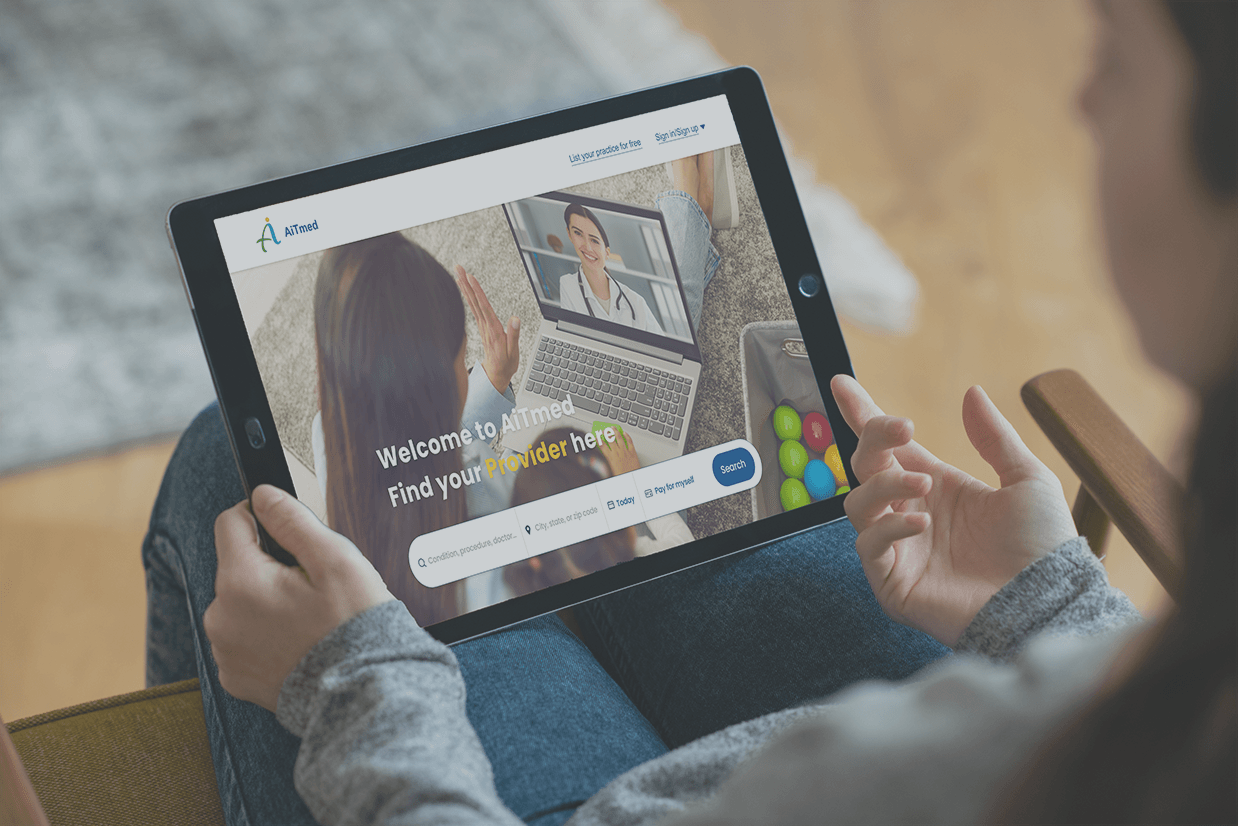 List your practice for free
Sign in/Sign up
AiTmed
Welcome to AiTmed
Find your Provider here
Condition, procedure, doctor...
City, state, or zip code
Today
Pay for myself
Search